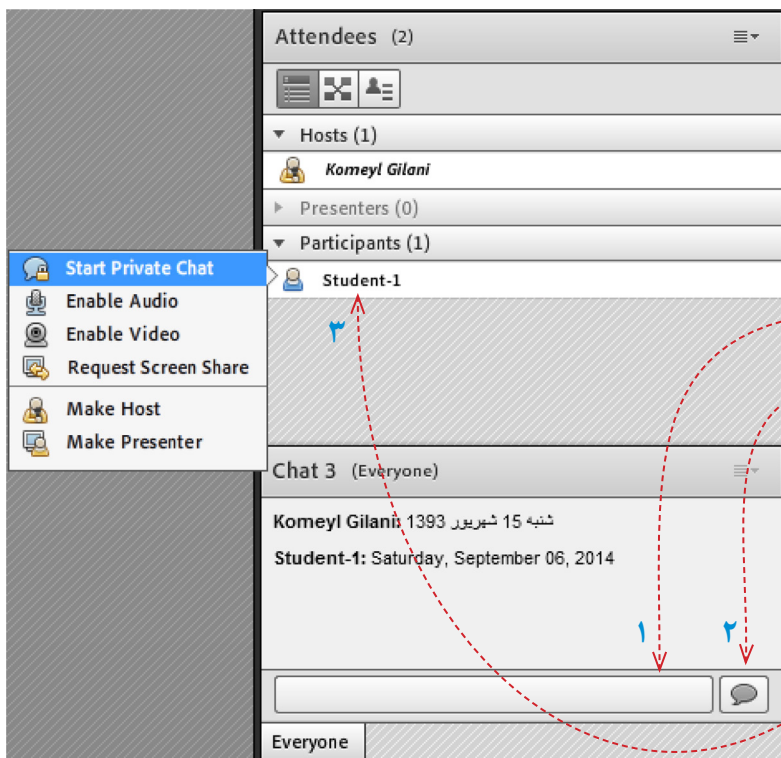 Attendees (2)
Hosts (1)
Komeyl Gilani
Presenters (0)
Participants (1)
Student-1
Start Private Chat
Enable Audio
Enable Video
Request Screen Share
Make Host
Make Presenter
۳
Chat 3 (Everyone)
Komeyl Gilani: شنبه 15 شهریور 1393
Student-1: Saturday, September 06, 2014
۱
۲
Everyone